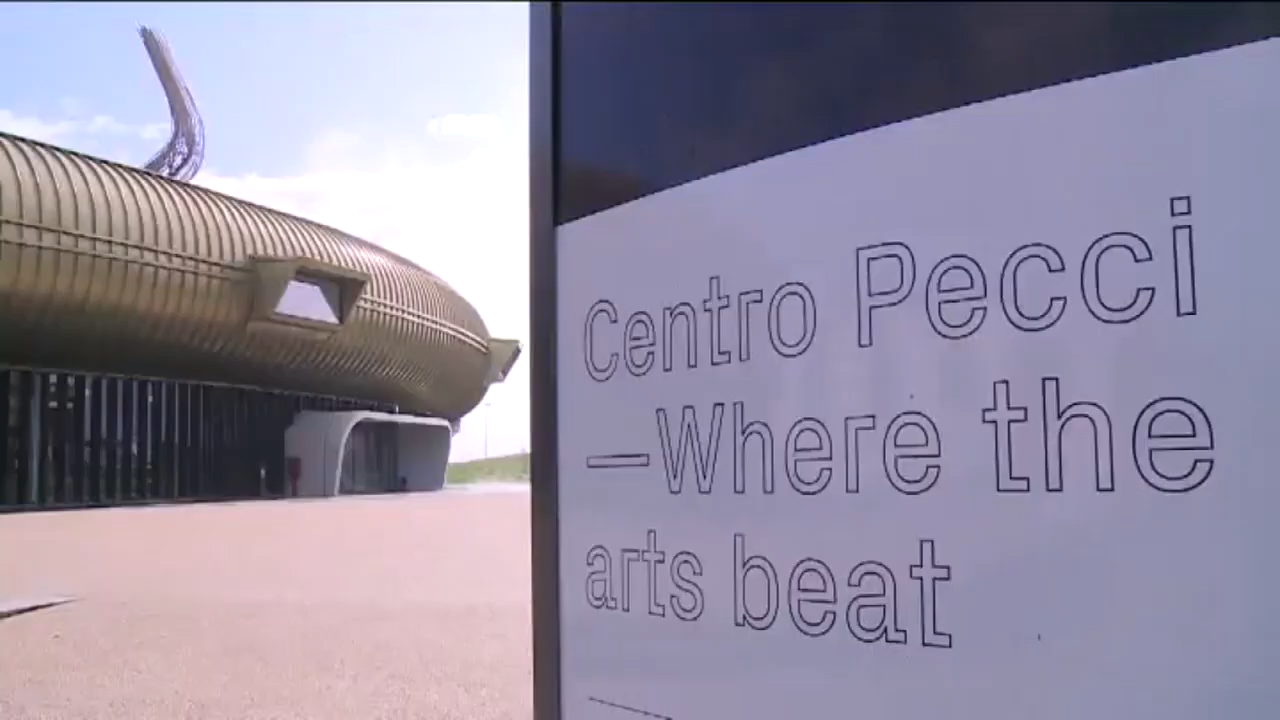 Centro Pecci
—Where the
arts beat